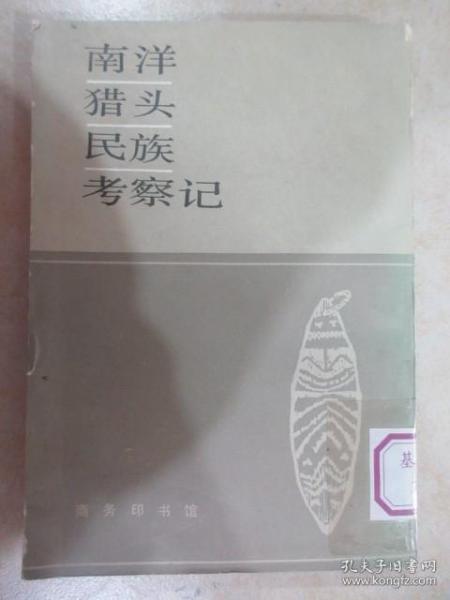 南洋
猎头
民族
考察记
基
商务印书馆
孔夫子旧书网
www.kongfz.com